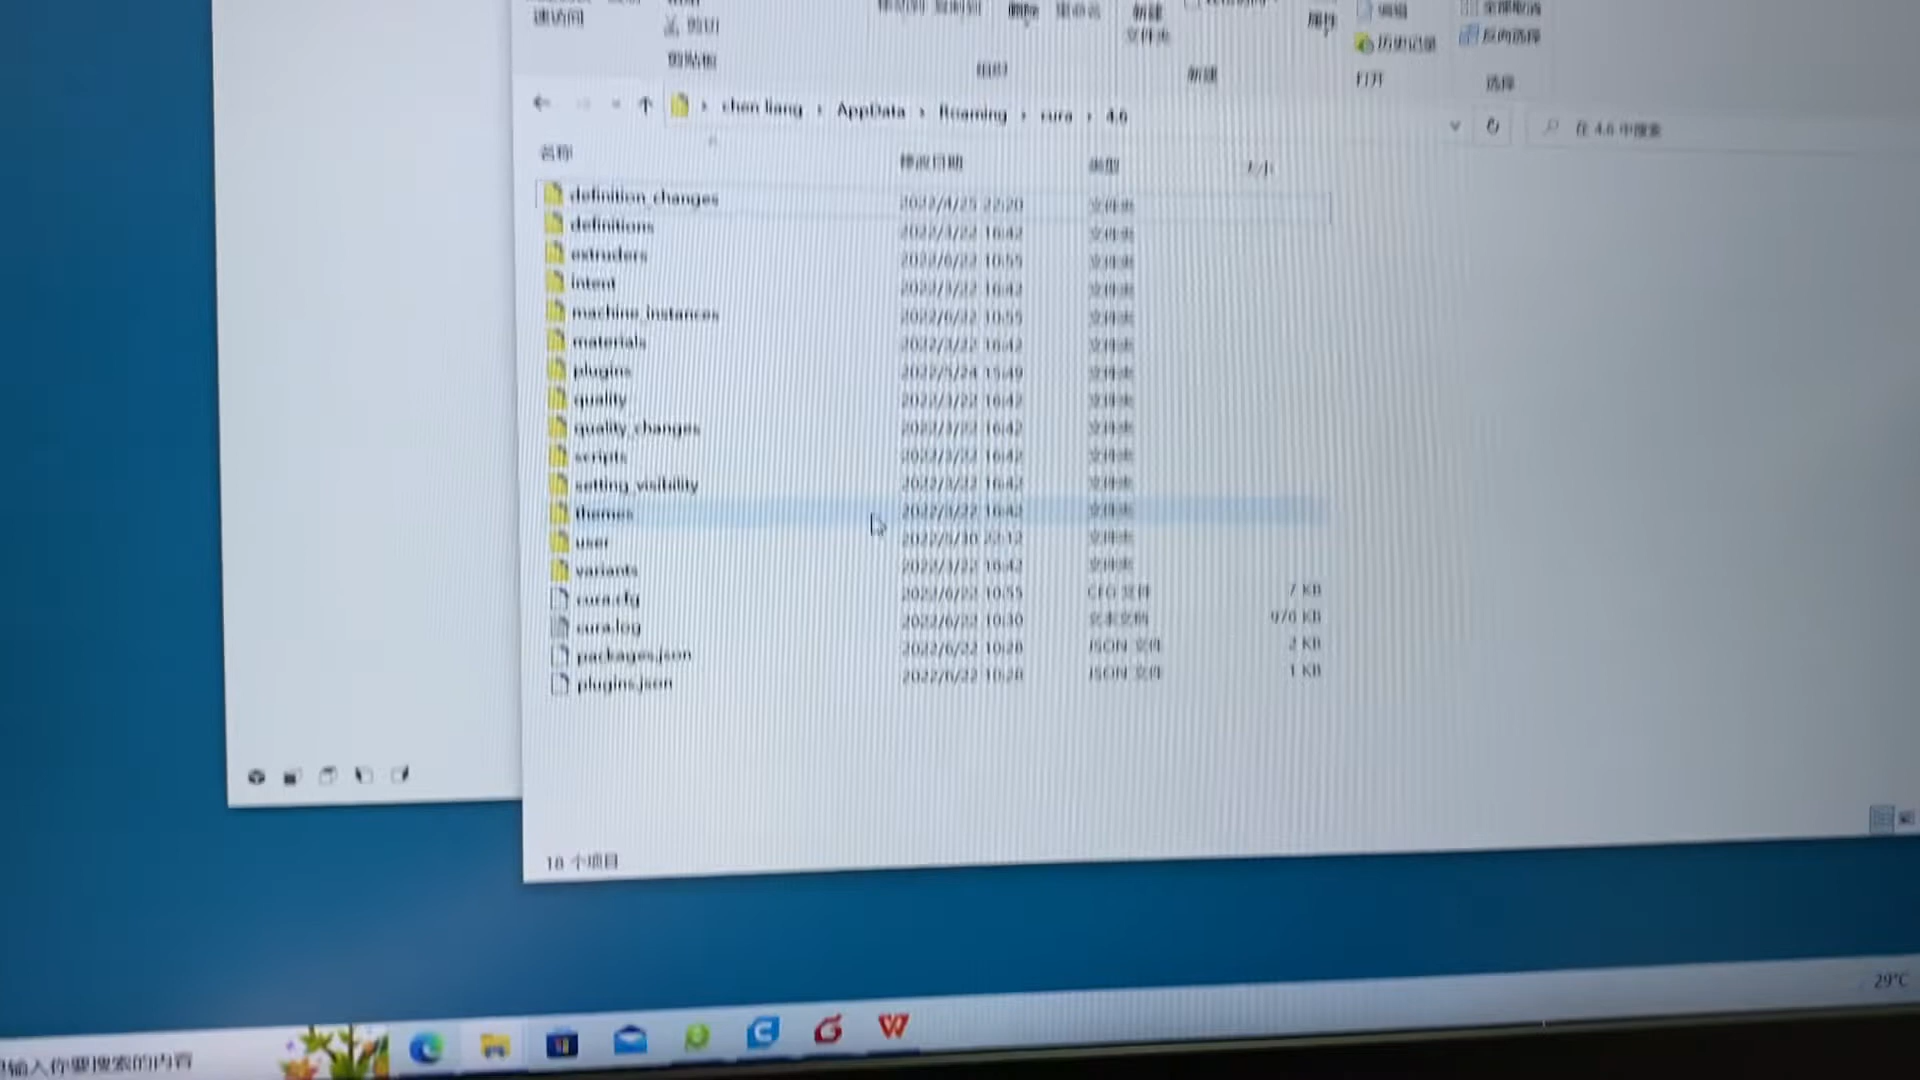 速访问
剪切
剪贴板
移动到 复制到
删除 重命名
新建
文件夹
属性
编辑
历史记录
全部取消
反向选择
组织
新建
打开
选择
chen liang › AppData › Roaming › cura › 4.6
在 4.6 中搜索
名称 修改日期 类型 大小
definition_changes 2022/4/25 22:20 文件夹
definitions 2022/3/22 16:42 文件夹
extruders 2022/6/22 10:55 文件夹
intent 2022/3/22 16:42 文件夹
machine_instances 2022/6/22 10:55 文件夹
materials 2022/3/22 16:42 文件夹
plugins 2022/5/24 15:49 文件夹
quality 2022/3/22 16:42 文件夹
quality_changes 2022/3/22 16:42 文件夹
scripts 2022/3/22 16:42 文件夹
setting_visibility 2022/3/22 16:42 文件夹
themes 2022/3/22 16:42 文件夹
user 2022/5/30 22:12 文件夹
variants 2022/3/22 16:42 文件夹
cura.cfg 2022/6/22 10:55 CFG 文件 7 KB
cura.log 2022/6/22 10:30 文本文档 976 KB
packages.json 2022/6/22 10:28 JSON 文件 2 KB
plugins.json 2022/6/22 10:28 JSON 文件 1 KB
18 个项目
29°C
输入你要搜索的内容